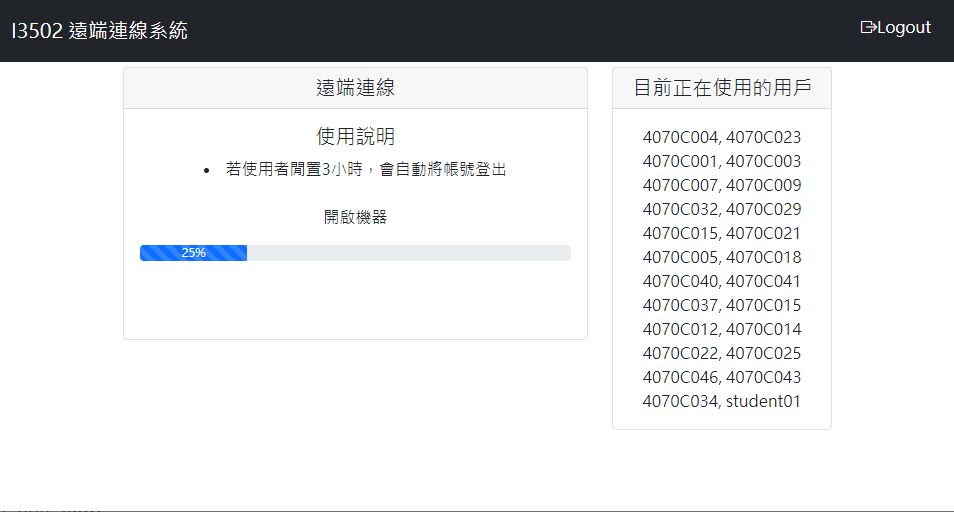 I3502 遠端連線系統
Logout
遠端連線
使用說明
• 若使用者閒置3小時，會自動將帳號登出
開啟機器
25%
目前正在使用的用戶
4070C004, 4070C023
4070C001, 4070C003
4070C007, 4070C009
4070C032, 4070C029
4070C015, 4070C021
4070C005, 4070C018
4070C040, 4070C041
4070C037, 4070C015
4070C012, 4070C014
4070C022, 4070C025
4070C046, 4070C043
4070C034, student01